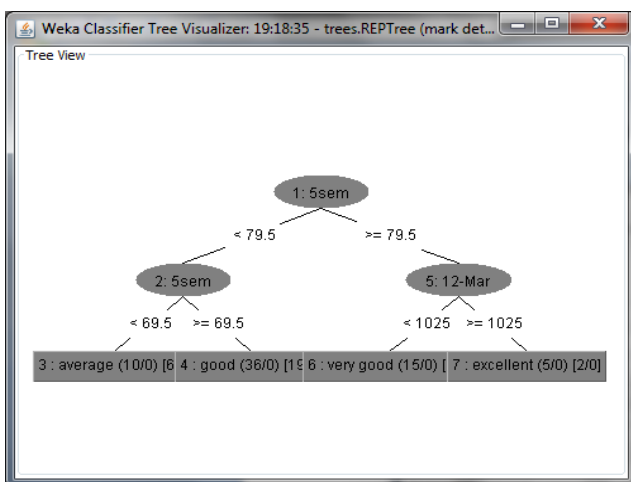 Weka Classifier Tree Visualizer: 19:18:35 - trees.REPTree (mark det...
Tree View
1: 5sem
< 79.5 >= 79.5
2: 5sem 5: 12-Mar
< 69.5 >= 69.5 < 1025 >= 1025
3 : average (10/0) [6 4 : good (36/0) [19 6 : very good (15/0) [ 7 : excellent (5/0) [2/0]